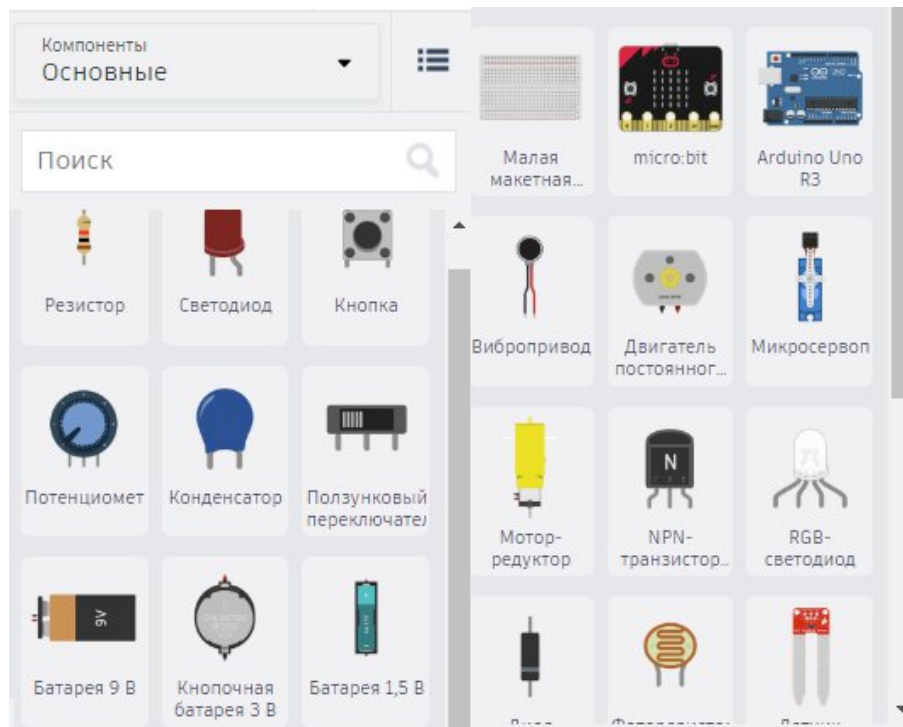 Компоненты
Основные
Поиск
Резистор
Светодиод
Кнопка
Потенциомет
Конденсатор
Ползунковый
переключател
9V
Батарея 9 В
Кнопочная
батарея 3 В
Батарея 1,5 В
Малая
макетная...
micro:bit
Arduino Uno
R3
Вибропривод
Двигатель
постоянног...
Микросервоп
Мотор-
редуктор
N
NPN-
транзистор...
RGB-
светодиод